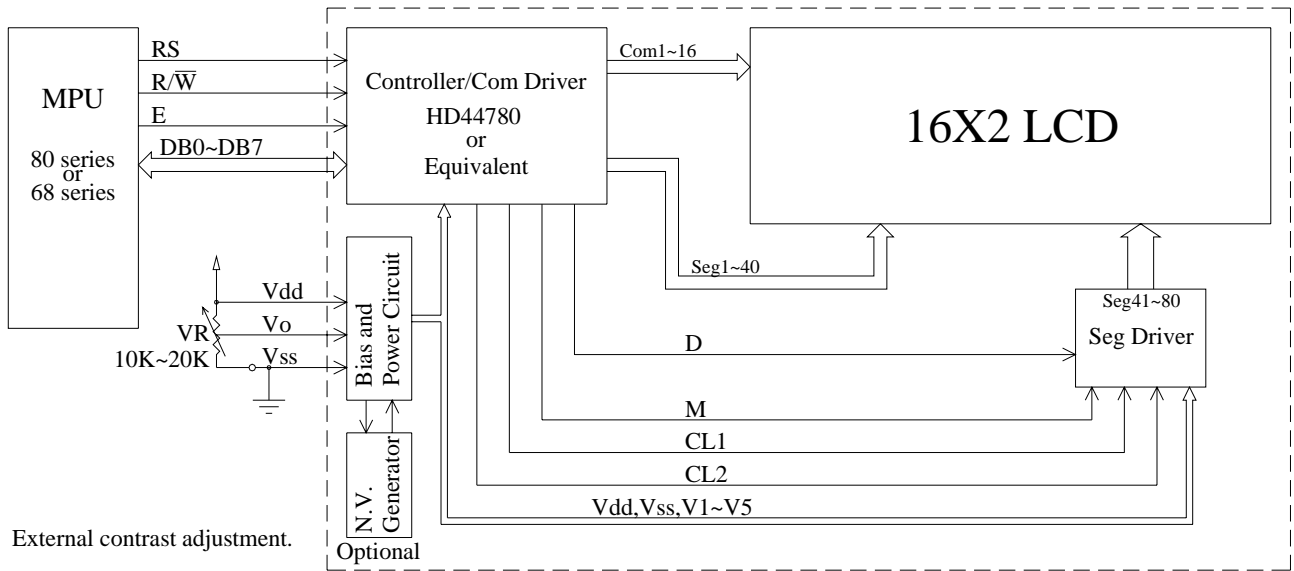 MPU
80 series
or
68 series
RS
R/W̅
E
DB0~DB7
Controller/Com Driver
HD44780
or
Equivalent
Com1~16
16X2 LCD
Seg1~40
Seg41~80
Seg Driver
Vdd
Vo
Vss
VR
10K~20K
Bias and
Power Circuit
N.V.
Generator
Optional
D
M
CL1
CL2
Vdd,Vss,V1~V5
External contrast adjustment.